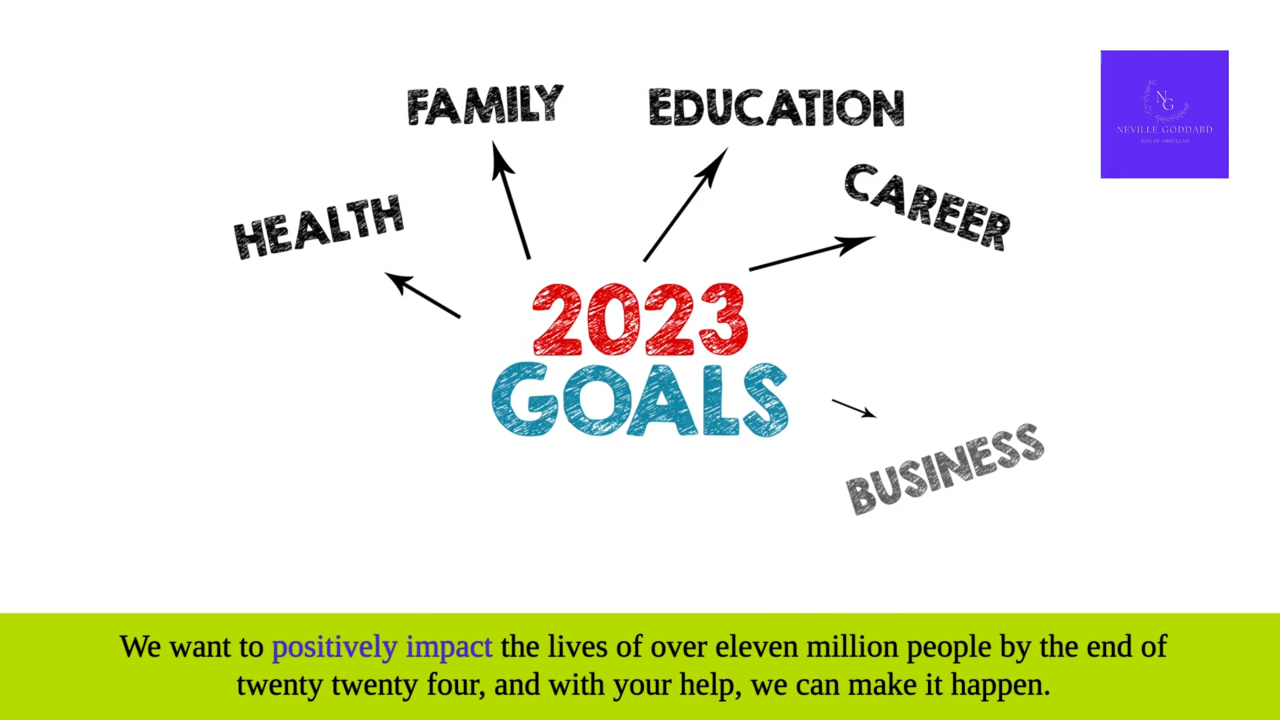 FAMILY
EDUCATION
CAREER
HEALTH
2023
GOALS
BUSINESS
NG
NEVILLE GODDARD
We want to positively impact the lives of over eleven million people by the end of
twenty twenty four, and with your help, we can make it happen.